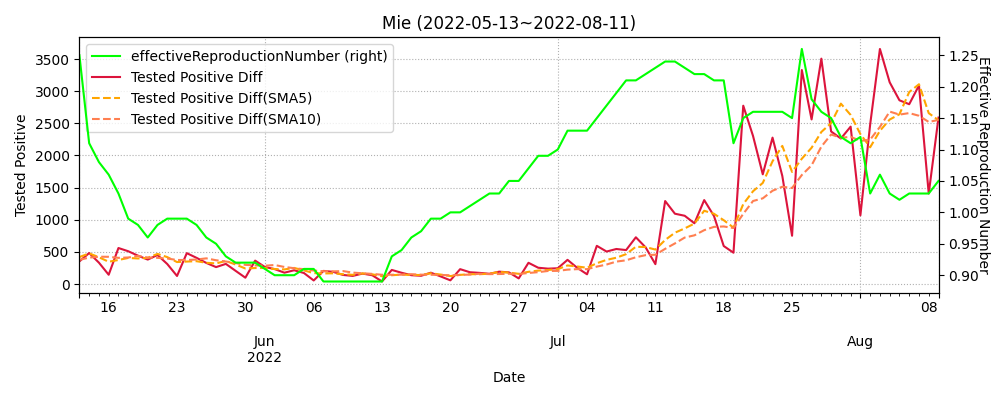 Mie (2022-05-13~2022-08-11)
effectiveReproductionNumber (right)
Tested Positive Diff
Tested Positive Diff(SMA5)
Tested Positive Diff(SMA10)
Tested Positive
3500
3000
2500
2000
1500
1000
500
0
Effective Reproduction Number
1.25
1.20
1.15
1.10
1.05
1.00
0.95
0.90
16 23 30 06 13 20 27 04 11 18 25 08
Jun Jul Aug
2022
Date